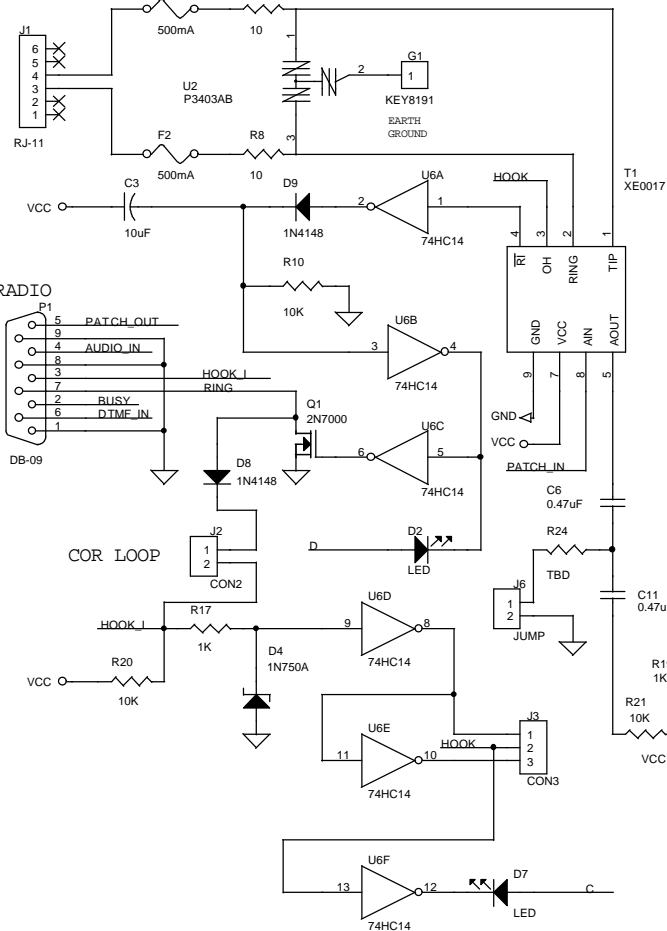 500mA
10
J1
6
5
4
3
2
1
RJ-11
U2
P3403AB
1
2
3
G1
1
KEY8191
EARTH
GROUND
F2
500mA
R8
10
T1
XE0017
VCC
C3
10uF
D9
1N4148
2
U6A
1
74HC14
HOOK
4
3
2
1
RI
OH
RING
TIP
GND
VCC
AIN
AOUT
9
7
8
5
R10
10K
RADIO
P1
5
PATCH_OUT
9
4
AUDIO_IN
8
3
HOOK_I
7
RING
2
BUSY
6
DTMF_IN
1
DB-09
3
U6B
4
74HC14
Q1
2N7000
6
U6C
5
74HC14
GND
VCC
PATCH_IN
D8
1N4148
C6
0.47uF
D
D2
LED
COR LOOP
J2
1
2
CON2
R24
TBD
J6
1
2
JUMP
C11
0.47u
HOOK_I
R17
1K
9
U6D
8
74HC14
D4
1N750A
VCC
R20
10K
R19
1K
R21
10K
VCC
11
U6E
10
74HC14
HOOK
J3
1
2
3
CON3
13
U6F
12
74HC14
D7
LED
C